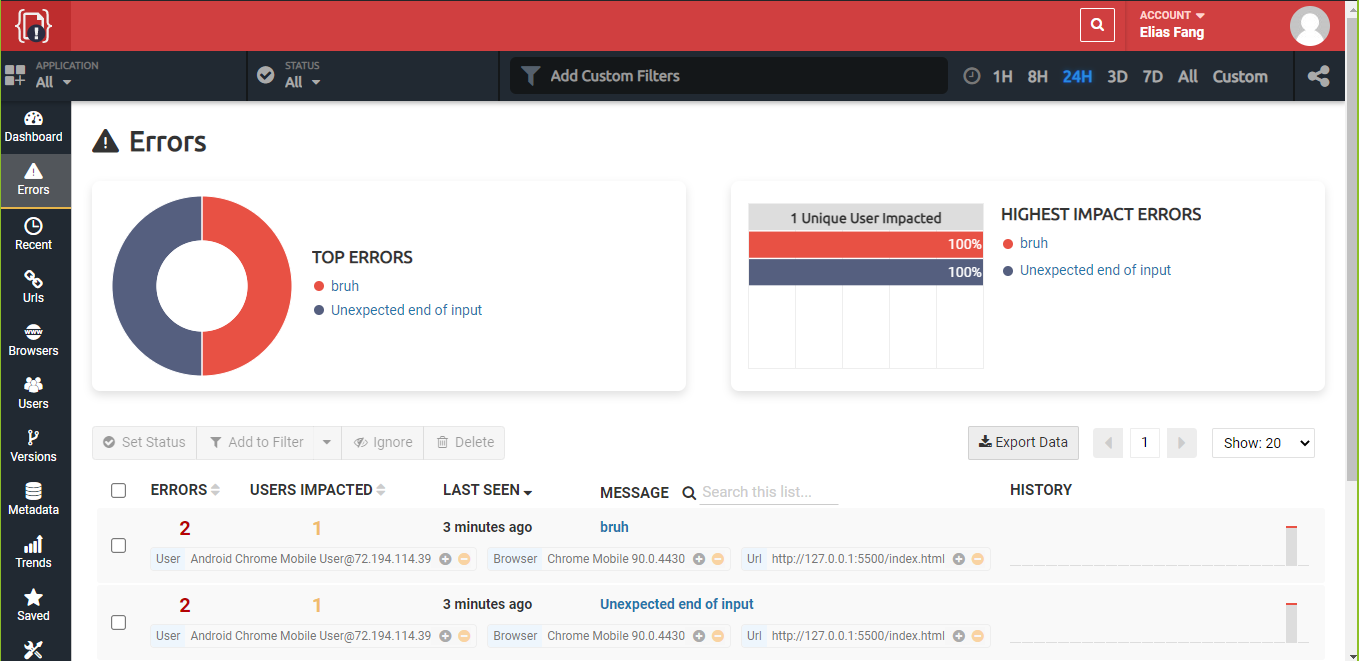 ACCOUNT
Elias Fang
APPLICATION
All
STATUS
All
Add Custom Filters
1H 8H 24H 3D 7D All Custom
Dashboard
Errors
Recent
Urls
Browsers
Users
Versions
Metadata
Trends
Saved
Errors
TOP ERRORS
bruh
Unexpected end of input
1 Unique User Impacted
100%
100%
HIGHEST IMPACT ERRORS
bruh
Unexpected end of input
Set Status Add to Filter Ignore Delete
Export Data 1 Show: 20
ERRORS USERS IMPACTED LAST SEEN MESSAGE Search this list... HISTORY
2 1 3 minutes ago bruh
User Android Chrome Mobile User@72.194.114.39 Browser Chrome Mobile 90.0.4430 Url http://127.0.0.1:5500/index.html
2 1 3 minutes ago Unexpected end of input
User Android Chrome Mobile User@72.194.114.39 Browser Chrome Mobile 90.0.4430 Url http://127.0.0.1:5500/index.html